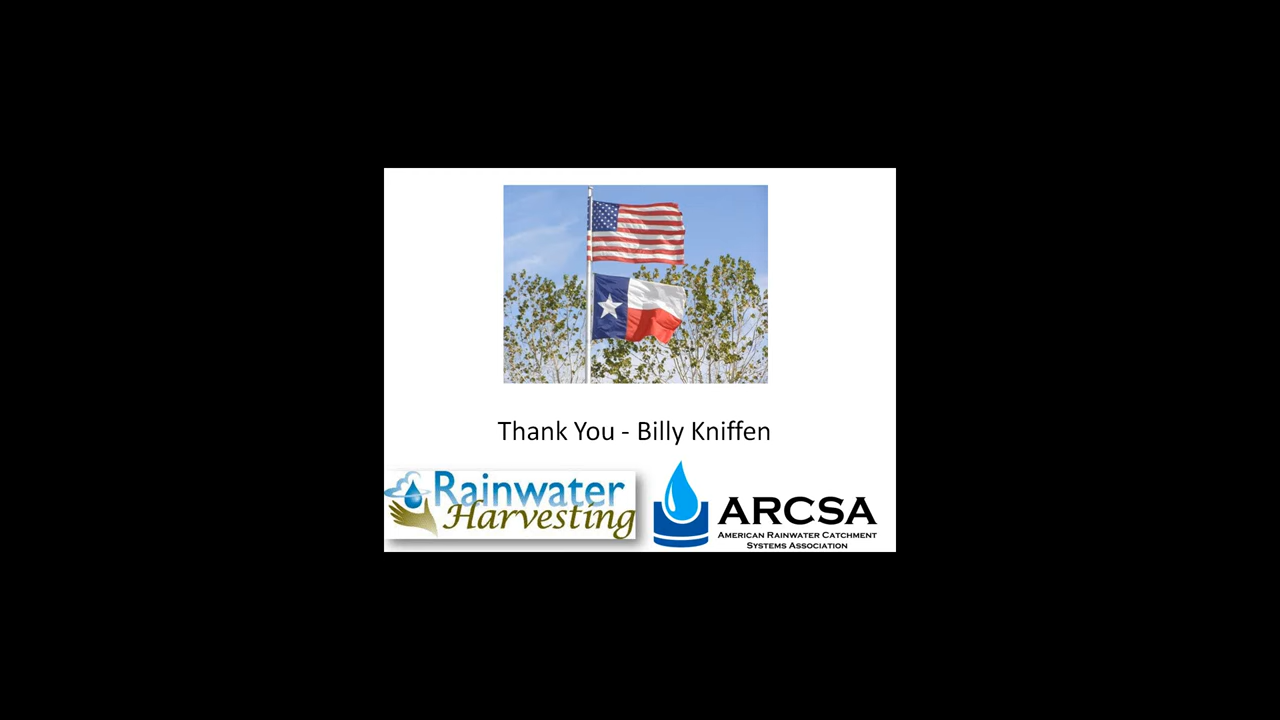 Thank You - Billy Kniffen
Rainwater
Harvesting
ARCSA
AMERICAN RAINWATER CATCHMENT
SYSTEMS ASSOCIATION